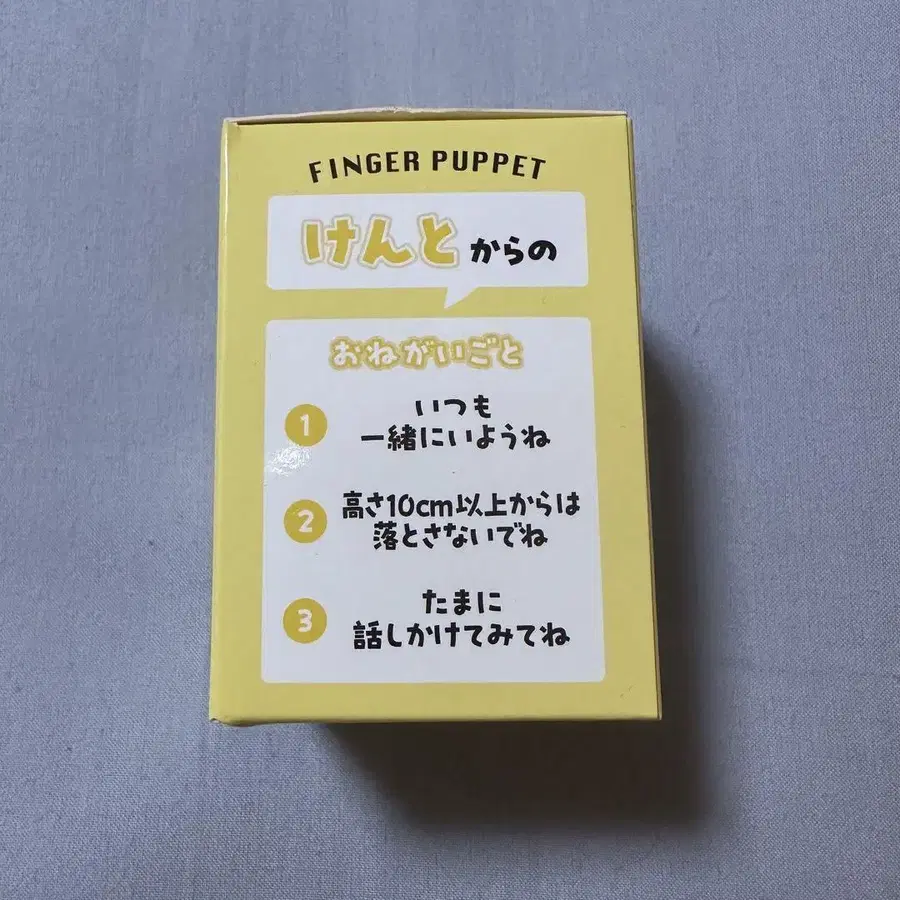 FINGER PUPPET
けんとからの
おねがいごと
1 いつも
一緒にいようね
2 高さ10cm以上からは
落とさないでね
3 たまに
話しかけてみてね